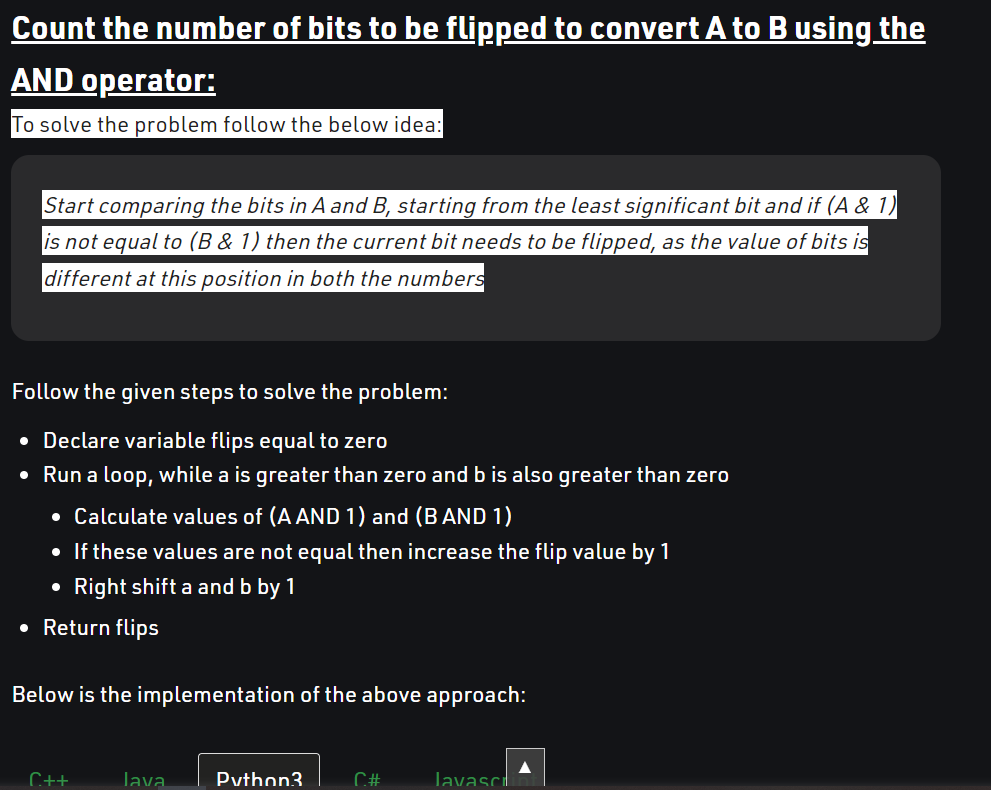 Count the number of bits to be flipped to convert A to B using the
AND operator:
To solve the problem follow the below idea:
Start comparing the bits in A and B, starting from the least significant bit and if (A & 1)
is not equal to (B & 1) then the current bit needs to be flipped, as the value of bits is
different at this position in both the numbers
Follow the given steps to solve the problem:
Declare variable flips equal to zero
Run a loop, while a is greater than zero and b is also greater than zero
Calculate values of (A AND 1) and (B AND 1)
If these values are not equal then increase the flip value by 1
Right shift a and b by 1
Return flips
Below is the implementation of the above approach:
C++ Java Python3 C# Javascript